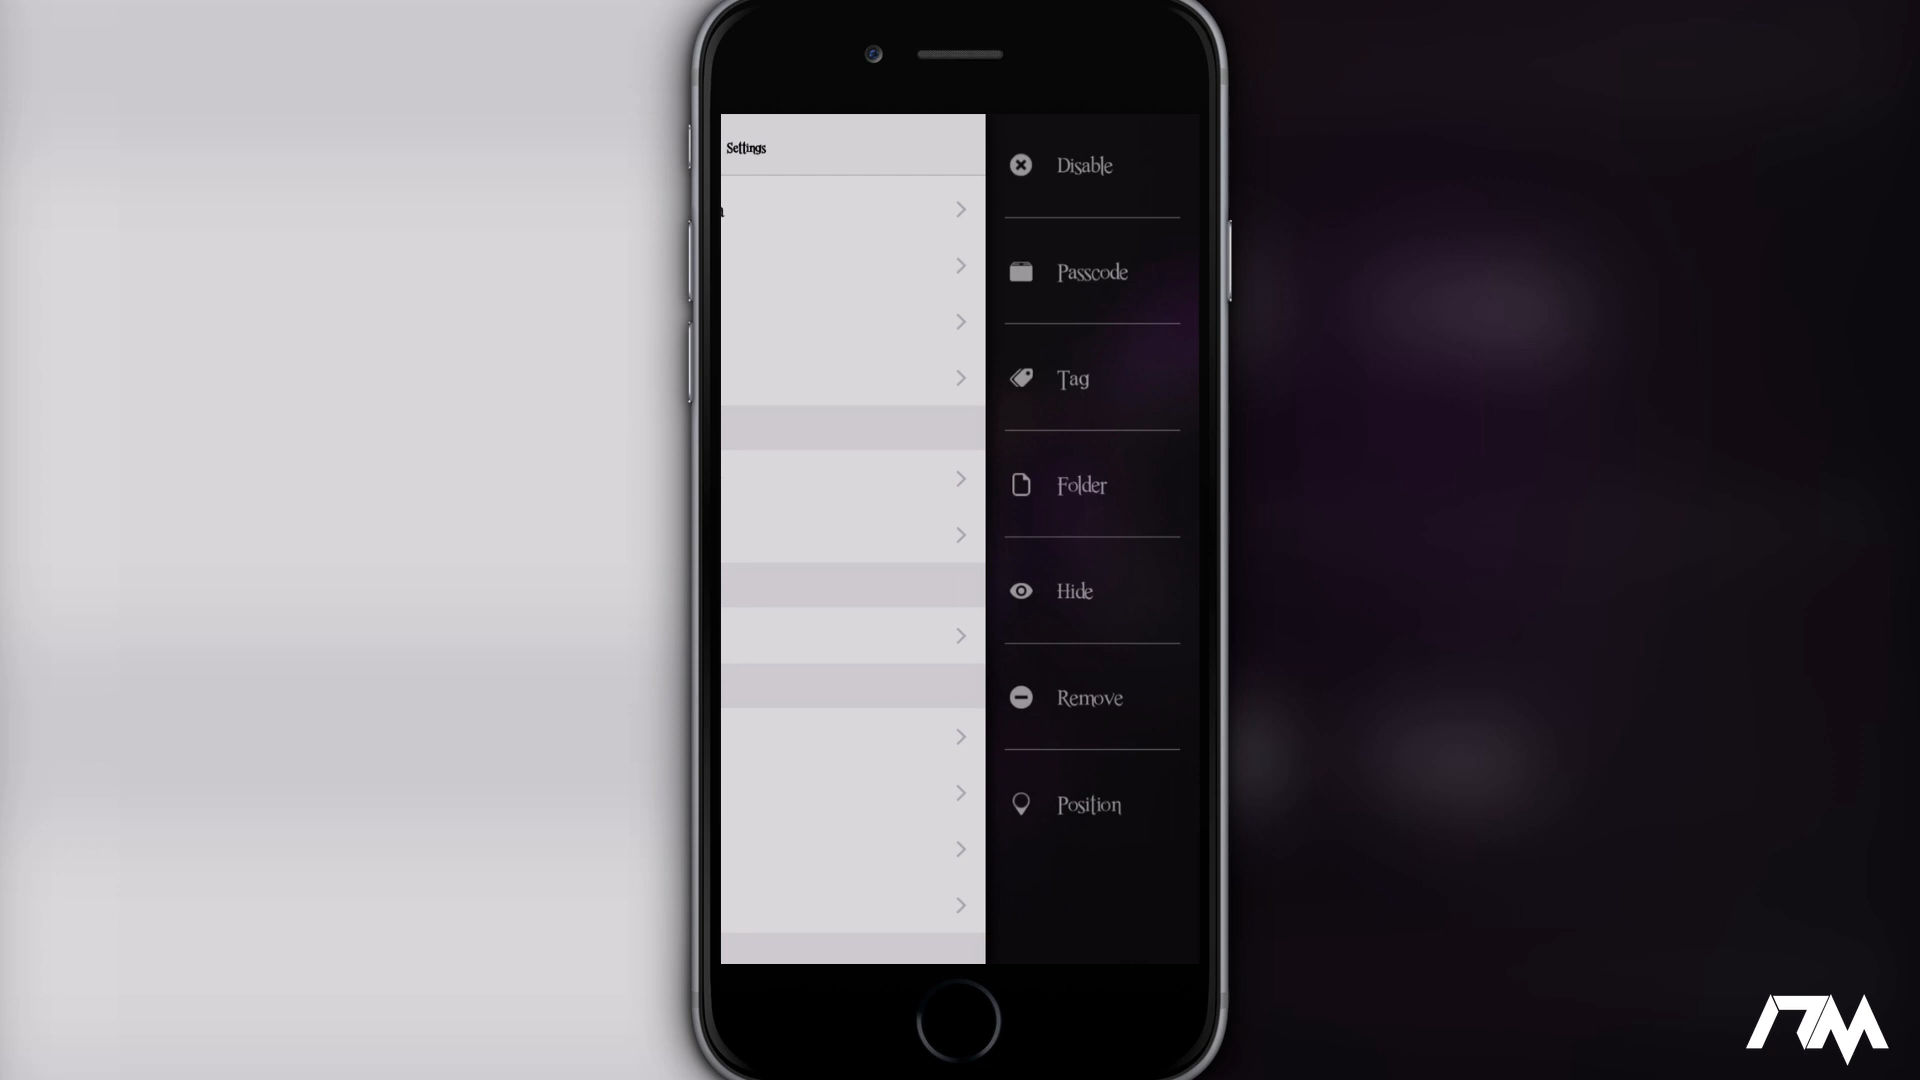 Settings
Disable
Passcode
Tag
Folder
Hide
Remove
Position